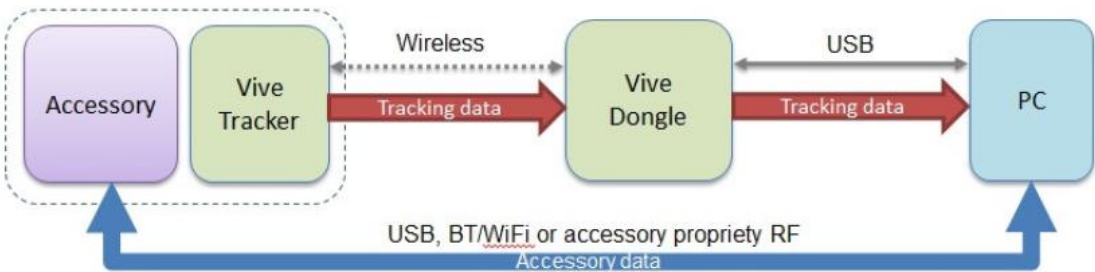 Wireless
USB
Accessory
Vive
Tracker
Tracking data
Vive
Dongle
Tracking data
PC
USB, BT/WiFi or accessory propriety RF
Accessory data